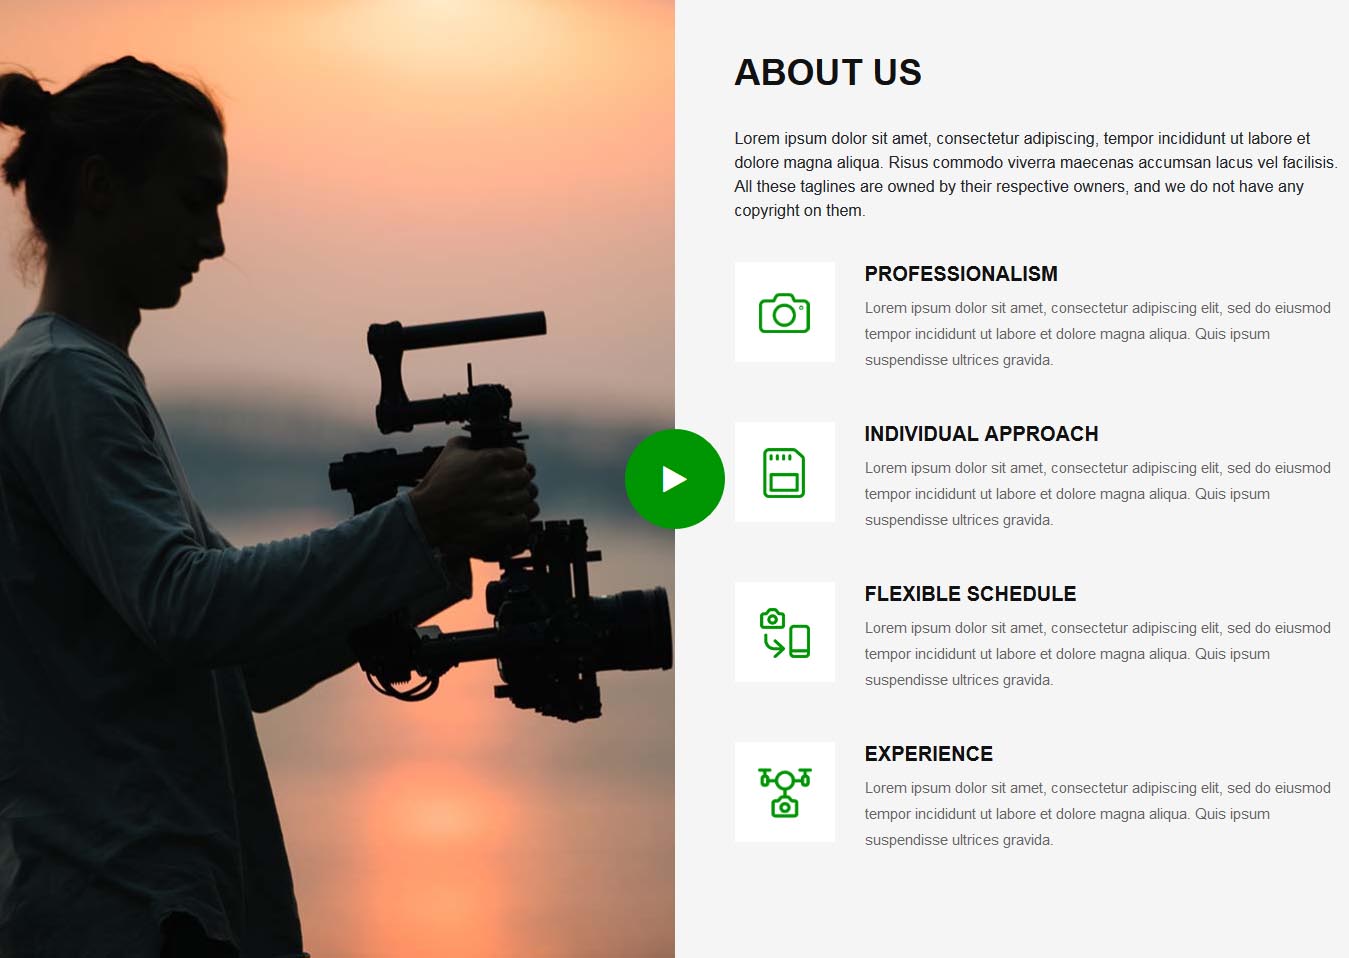 ABOUT US
Lorem ipsum dolor sit amet, consectetur adipiscing, tempor incididunt ut labore et
dolore magna aliqua. Risus commodo viverra maecenas accumsan lacus vel facilisis.
All these taglines are owned by their respective owners, and we do not have any
copyright on them.
PROFESSIONALISM
Lorem ipsum dolor sit amet, consectetur adipiscing elit, sed do eiusmod
tempor incididunt ut labore et dolore magna aliqua. Quis ipsum
suspendisse ultrices gravida.
INDIVIDUAL APPROACH
Lorem ipsum dolor sit amet, consectetur adipiscing elit, sed do eiusmod
tempor incididunt ut labore et dolore magna aliqua. Quis ipsum
suspendisse ultrices gravida.
FLEXIBLE SCHEDULE
Lorem ipsum dolor sit amet, consectetur adipiscing elit, sed do eiusmod
tempor incididunt ut labore et dolore magna aliqua. Quis ipsum
suspendisse ultrices gravida.
EXPERIENCE
Lorem ipsum dolor sit amet, consectetur adipiscing elit, sed do eiusmod
tempor incididunt ut labore et dolore magna aliqua. Quis ipsum
suspendisse ultrices gravida.